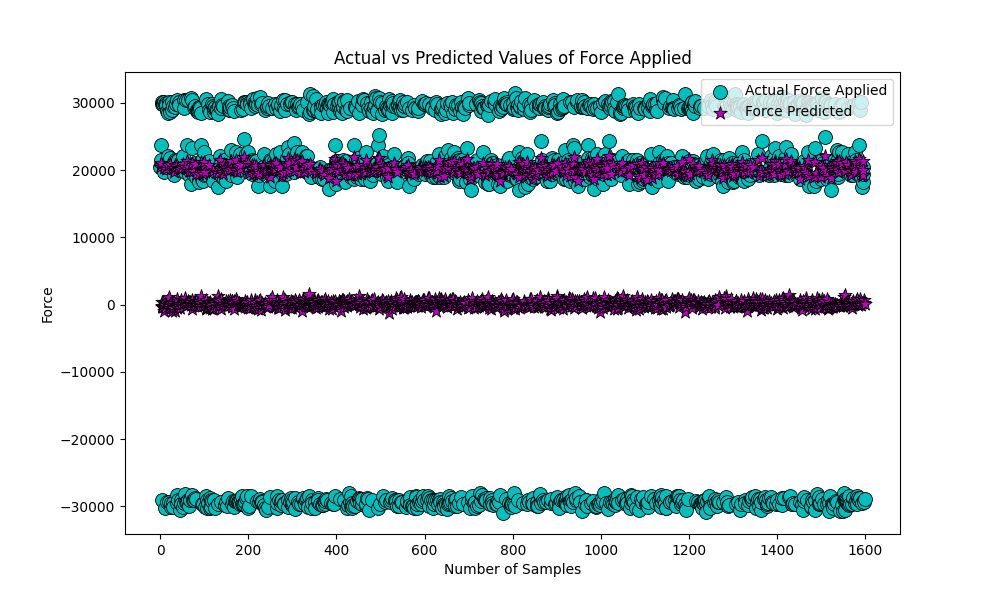 Actual vs Predicted Values of Force Applied
Actual Force Applied
Force Predicted
30000
20000
10000
0
−10000
−20000
−30000
Force
0 200 400 600 800 1000 1200 1400 1600
Number of Samples